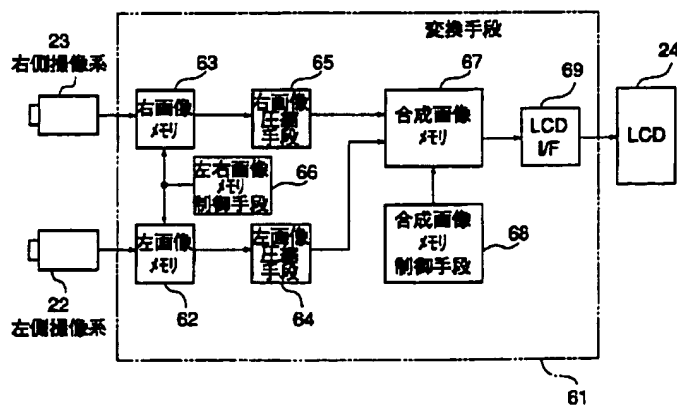 変換手段
23
右側撮像系
63
右画像
メモリ
65
右画像
圧縮
手段
67
合成画像
メモリ
69
LCD
I/F
24
LCD
左右画像
メモリ
制御手段
66
左画像
メモリ
62
左画像
圧縮
手段
64
合成画像
メモリ
制御手段
68
22
左側撮像系
61